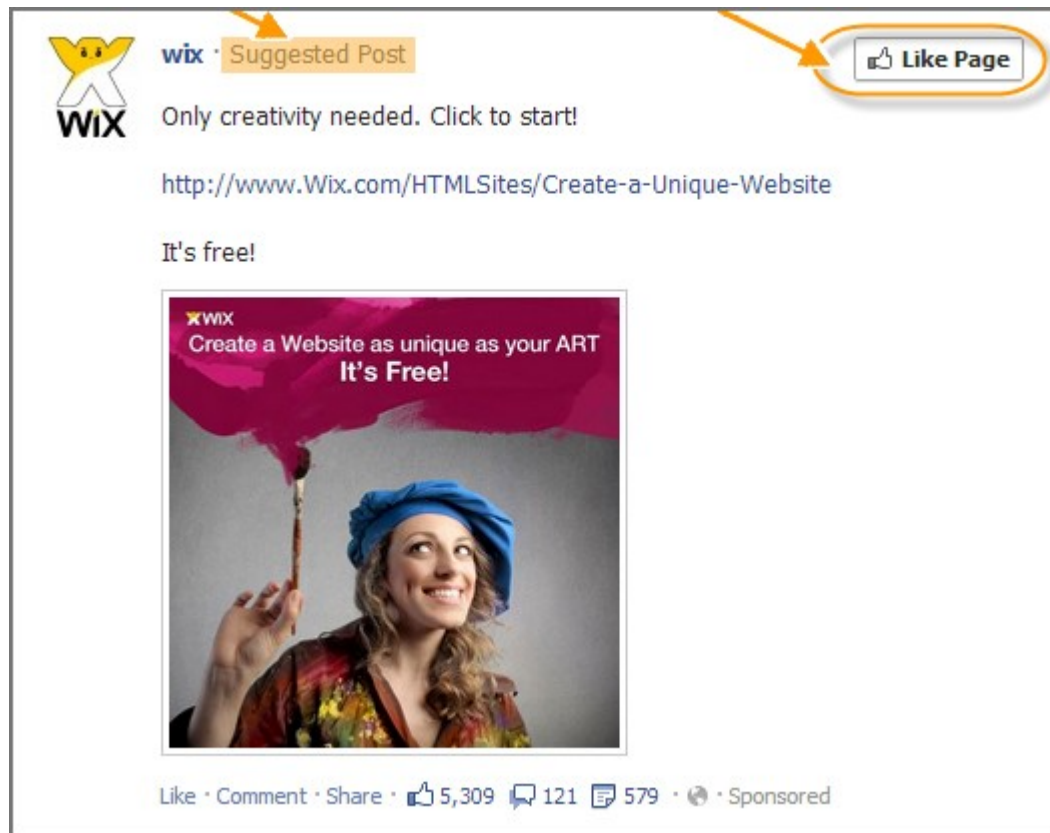 wix · Suggested Post
Like Page
WiX
Only creativity needed. Click to start!
http://www.Wix.com/HTMLSites/Create-a-Unique-Website
It's free!
WiX
Create a Website as unique as your ART
It's Free!
Like · Comment · Share · 5,309 121 579 · · Sponsored